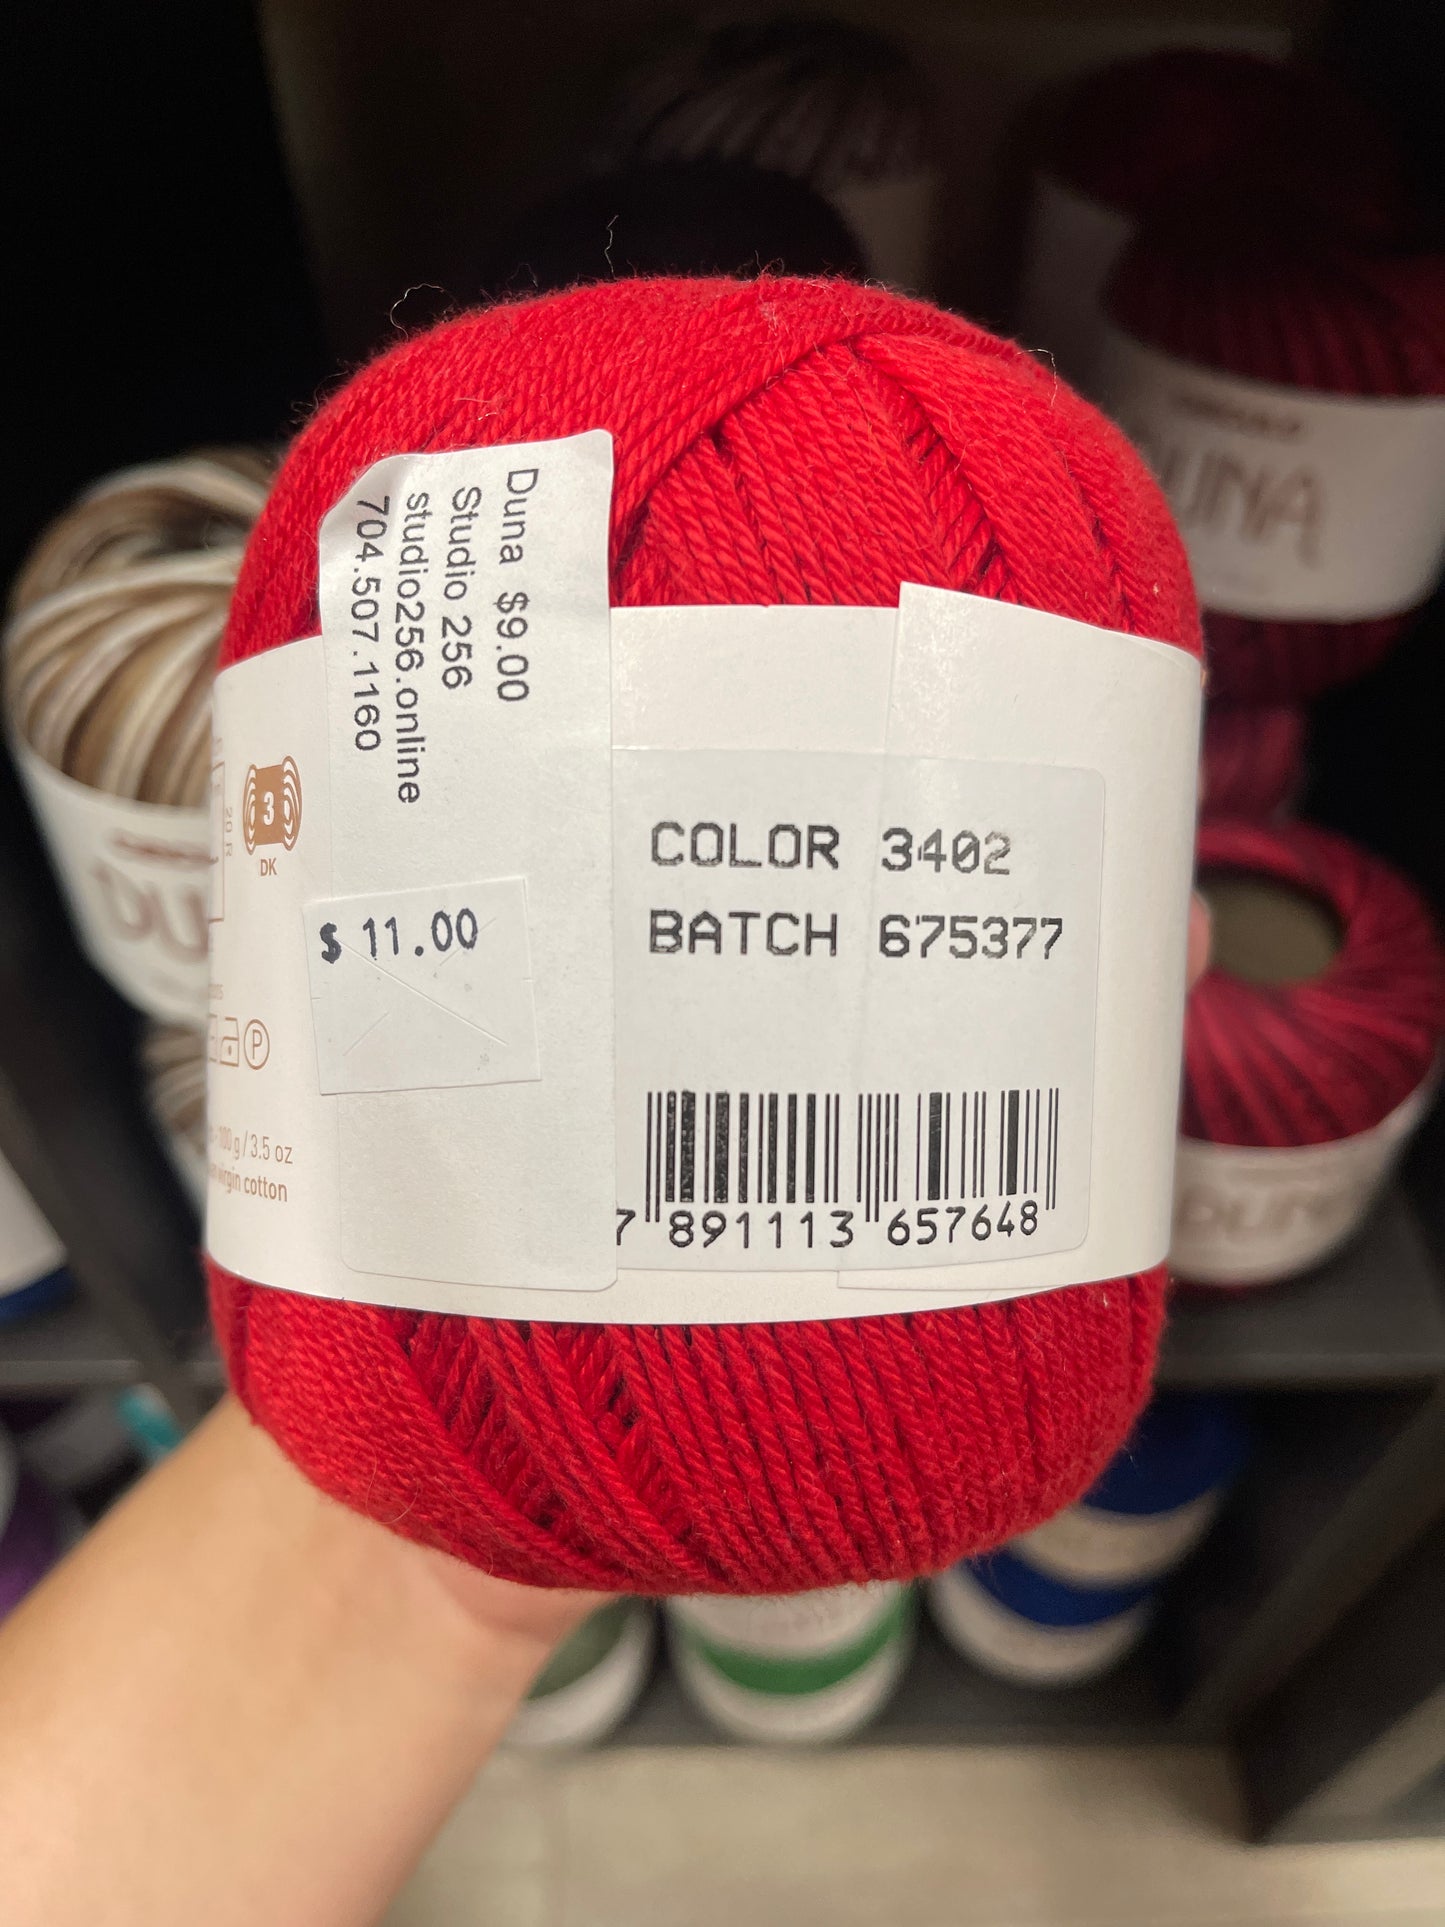 Duna $9.00
Studio 256
studio256.online
704.507.1160
3
DK
$ 11.00
P
100 g / 3.5 oz
virgin cotton
COLOR 3402
BATCH 675377
7 891113 657648
DUNA